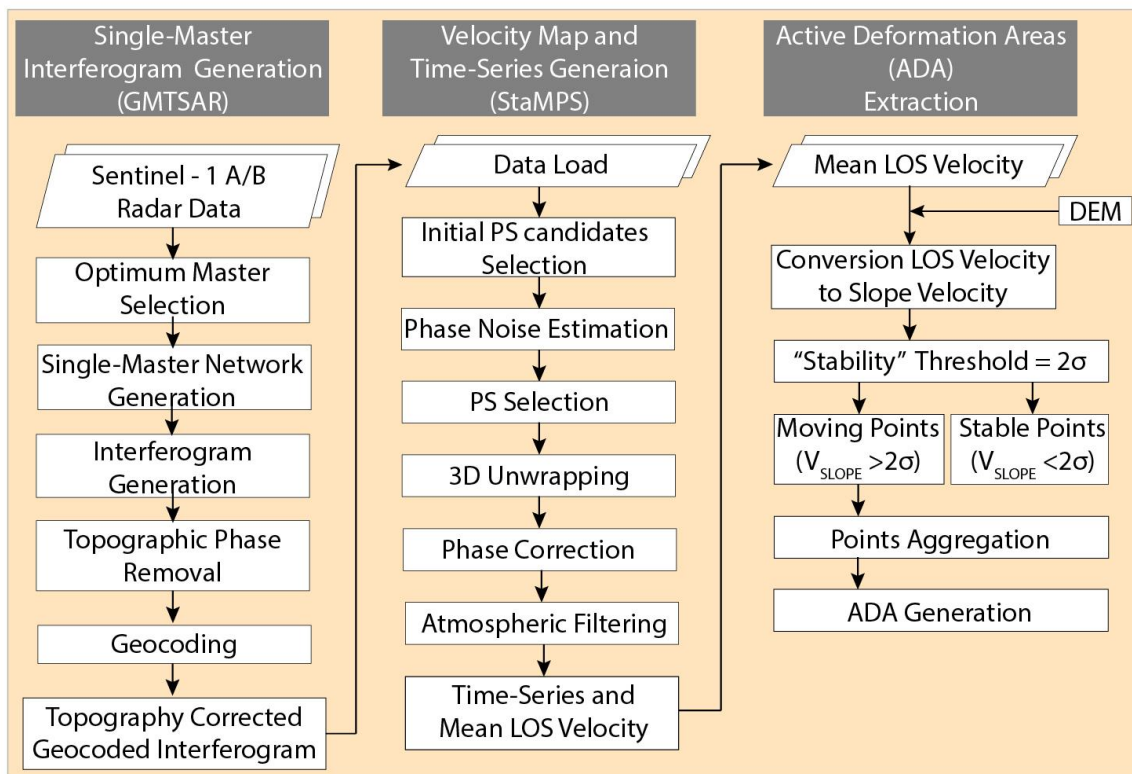 Single-Master
Interferogram Generation
(GMTSAR)
Sentinel - 1 A/B
Radar Data
Optimum Master
Selection
Single-Master Network
Generation
Interferogram
Generation
Topographic Phase
Removal
Geocoding
Topography Corrected
Geocoded Interferogram
Velocity Map and
Time-Series Generaion
(StaMPS)
Data Load
Initial PS candidates
Selection
Phase Noise Estimation
PS Selection
3D Unwrapping
Phase Correction
Atmospheric Filtering
Time-Series and
Mean LOS Velocity
Active Deformation Areas
(ADA)
Extraction
Mean LOS Velocity
DEM
Conversion LOS Velocity
to Slope Velocity
“Stability” Threshold = 2σ
Moving Points
(V_SLOPE >2σ)
Stable Points
(V_SLOPE <2σ)
Points Aggregation
ADA Generation